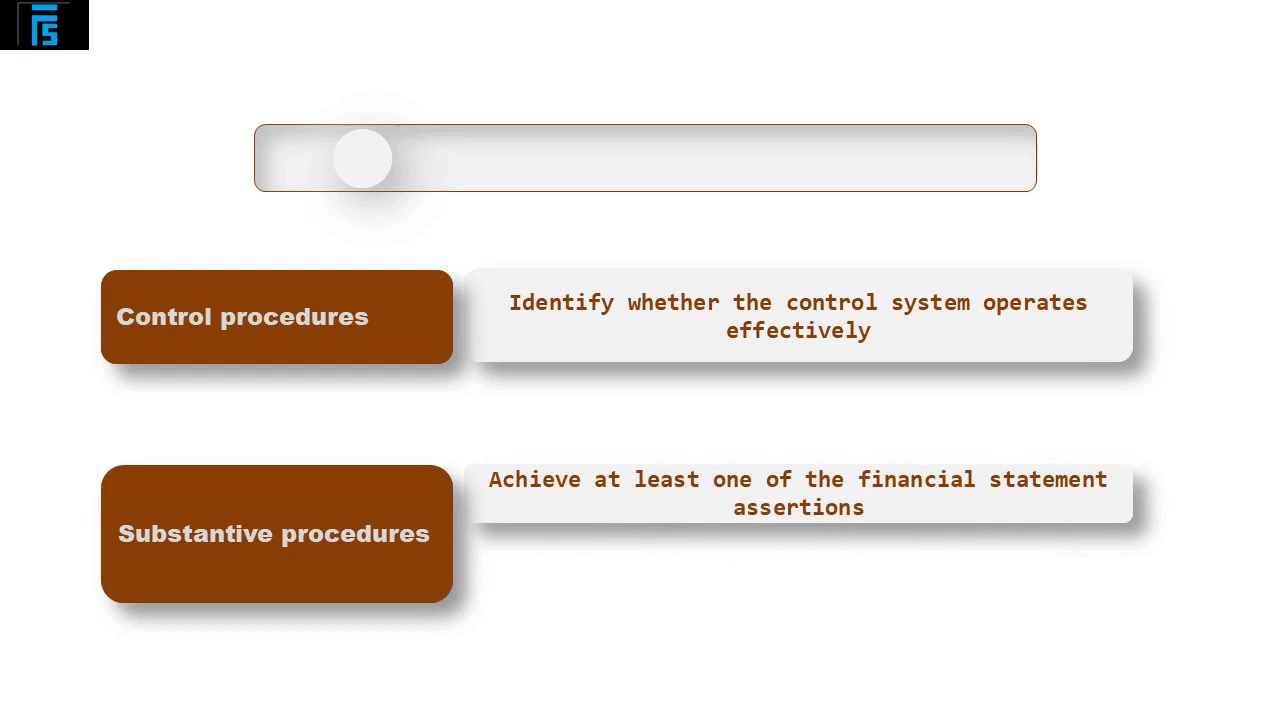 Control procedures
Identify whether the control system operates
effectively
Substantive procedures
Achieve at least one of the financial statement
assertions